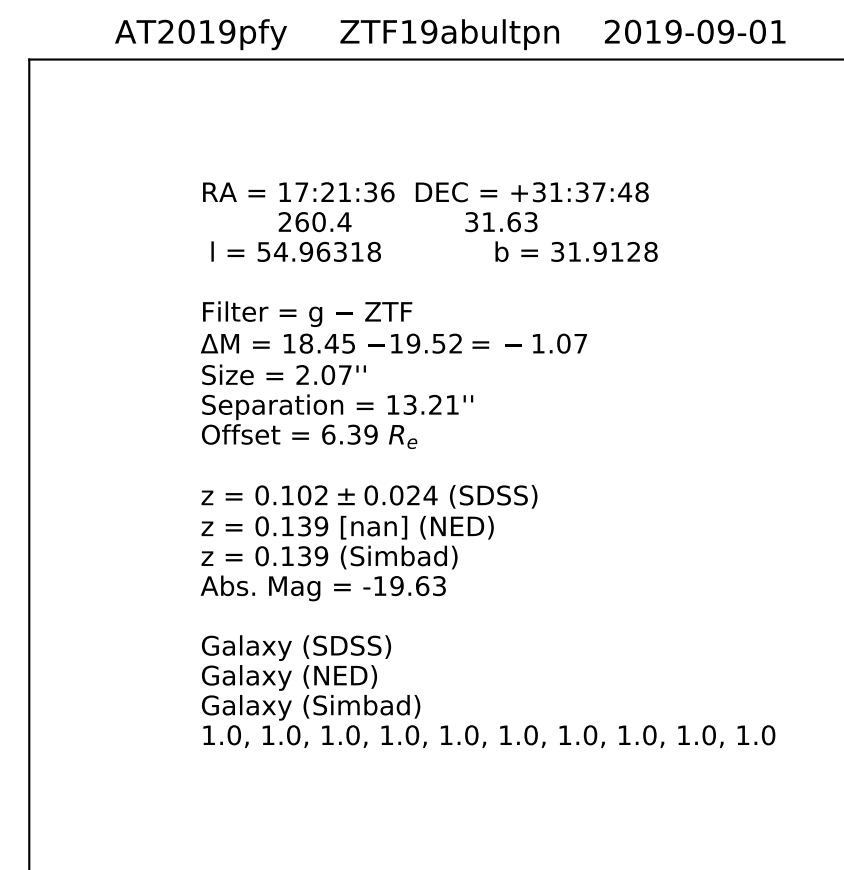 AT2019pfy ZTF19abultpn 2019-09-01
RA = 17:21:36 DEC = +31:37:48
260.4 31.63
l = 54.96318 b = 31.9128
Filter = g − ZTF
ΔM = 18.45 −19.52 = − 1.07
Size = 2.07''
Separation = 13.21''
Offset = 6.39 Rₑ
z = 0.102 ± 0.024 (SDSS)
z = 0.139 [nan] (NED)
z = 0.139 (Simbad)
Abs. Mag = -19.63
Galaxy (SDSS)
Galaxy (NED)
Galaxy (Simbad)
1.0, 1.0, 1.0, 1.0, 1.0, 1.0, 1.0, 1.0, 1.0, 1.0